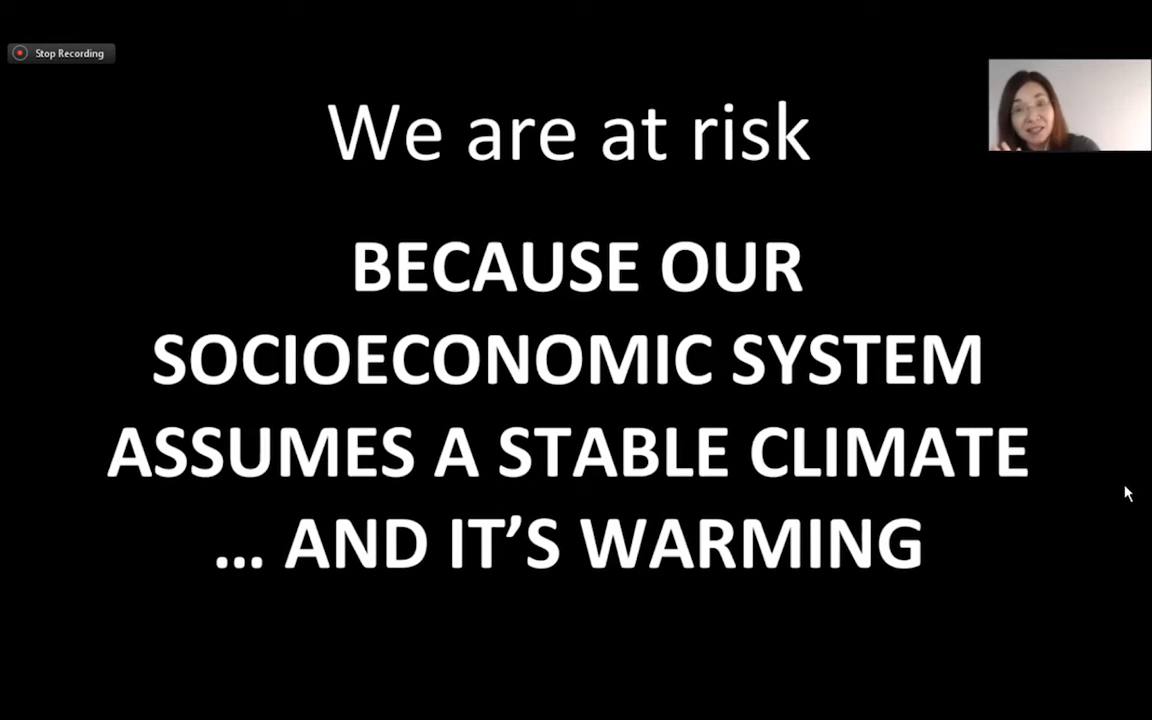 Stop Recording
We are at risk
BECAUSE OUR
SOCIOECONOMIC SYSTEM
ASSUMES A STABLE CLIMATE
... AND IT’S WARMING